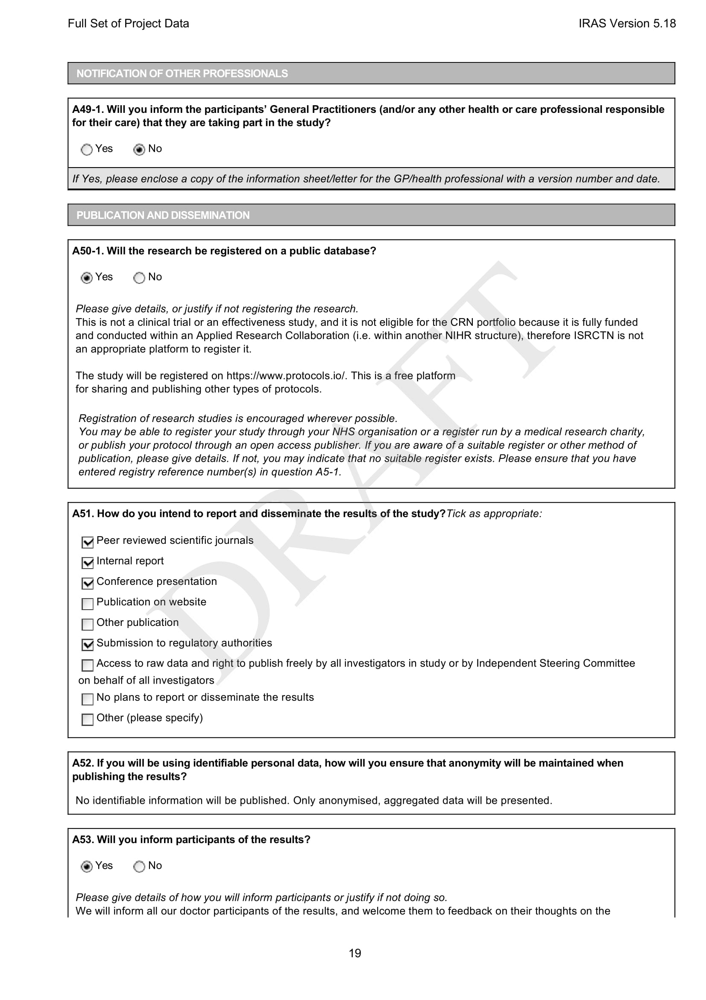 Full Set of Project Data
IRAS Version 5.18
NOTIFICATION OF OTHER PROFESSIONALS
A49-1. Will you inform the participants’ General Practitioners (and/or any other health or care professional responsible
for their care) that they are taking part in the study?
Yes No
If Yes, please enclose a copy of the information sheet/letter for the GP/health professional with a version number and date.
PUBLICATION AND DISSEMINATION
A50-1. Will the research be registered on a public database?
Yes No
Please give details, or justify if not registering the research.
This is not a clinical trial or an effectiveness study, and it is not eligible for the CRN portfolio because it is fully funded
and conducted within an Applied Research Collaboration (i.e. within another NIHR structure), therefore ISRCTN is not
an appropriate platform to register it.
The study will be registered on https://www.protocols.io/. This is a free platform
for sharing and publishing other types of protocols.
Registration of research studies is encouraged wherever possible.
You may be able to register your study through your NHS organisation or a register run by a medical research charity,
or publish your protocol through an open access publisher. If you are aware of a suitable register or other method of
publication, please give details. If not, you may indicate that no suitable register exists. Please ensure that you have
entered registry reference number(s) in question A5-1.
A51. How do you intend to report and disseminate the results of the study?Tick as appropriate:
Peer reviewed scientific journals
Internal report
Conference presentation
Publication on website
Other publication
Submission to regulatory authorities
Access to raw data and right to publish freely by all investigators in study or by Independent Steering Committee
on behalf of all investigators
No plans to report or disseminate the results
Other (please specify)
A52. If you will be using identifiable personal data, how will you ensure that anonymity will be maintained when
publishing the results?
No identifiable information will be published. Only anonymised, aggregated data will be presented.
A53. Will you inform participants of the results?
Yes No
Please give details of how you will inform participants or justify if not doing so.
We will inform all our doctor participants of the results, and welcome them to feedback on their thoughts on the
19
DRAFT